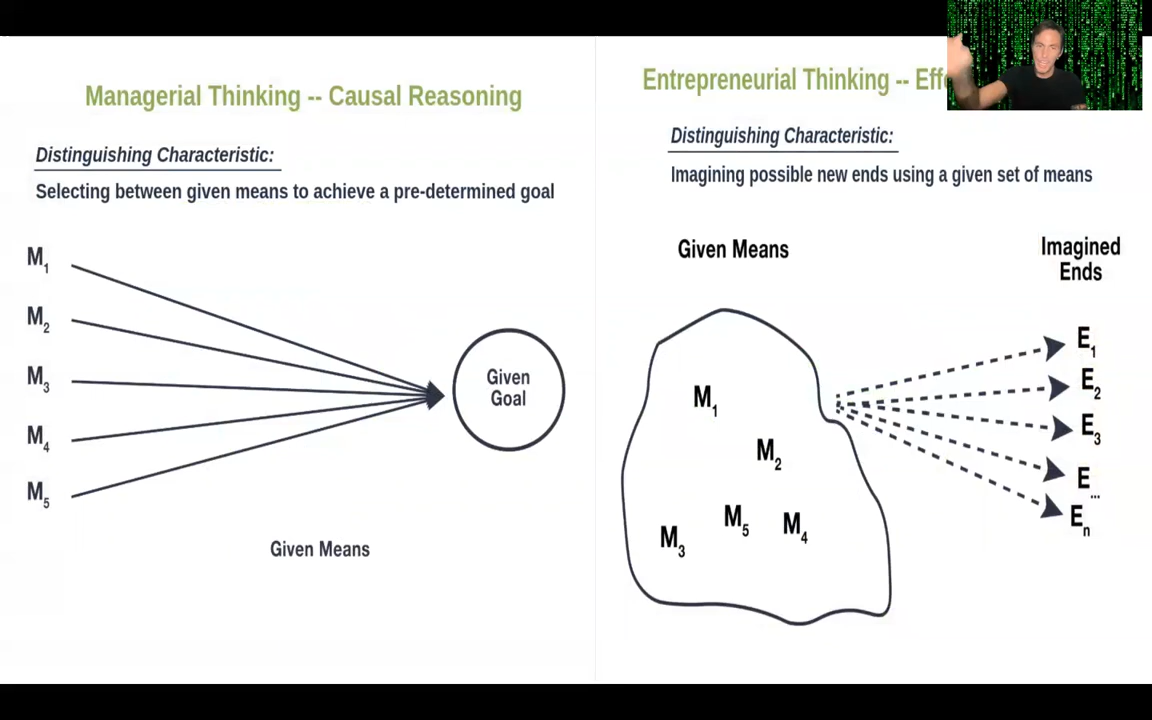 Managerial Thinking -- Causal Reasoning
Distinguishing Characteristic:
Selecting between given means to achieve a pre-determined goal
M1
M2
M3
M4
M5
Given
Goal
Given Means
Entrepreneurial Thinking --
Distinguishing Characteristic:
Imagining possible new ends using a given set of means
Given Means
Imagined
Ends
M1
M2
M3
M5
M4
E1
E2
E3
E...
En